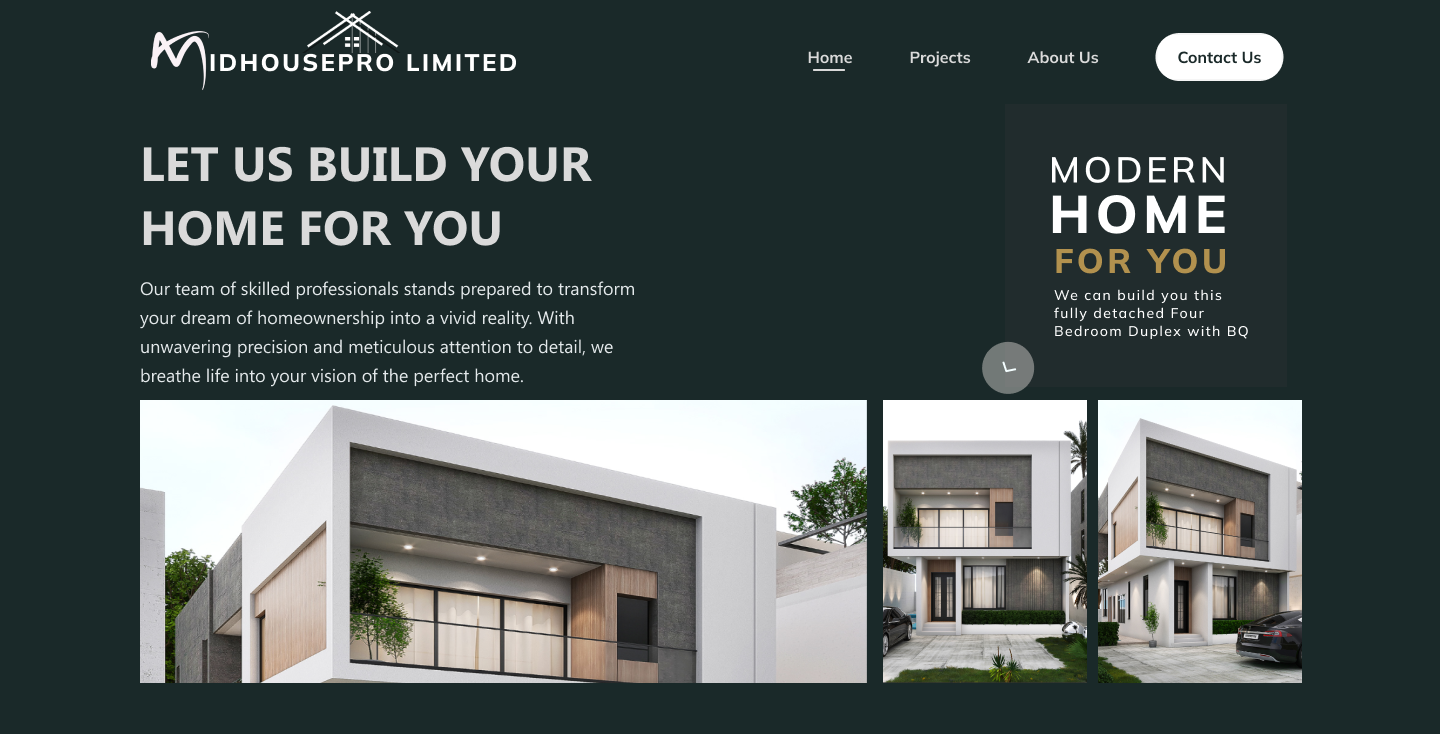 MIDHOUSEPRO LIMITED
Home
Projects
About Us
Contact Us
LET US BUILD YOUR
HOME FOR YOU
Our team of skilled professionals stands prepared to transform
your dream of homeownership into a vivid reality. With
unwavering precision and meticulous attention to detail, we
breathe life into your vision of the perfect home.
MODERN
HOME
FOR YOU
We can build you this
fully detached Four
Bedroom Duplex with BQ